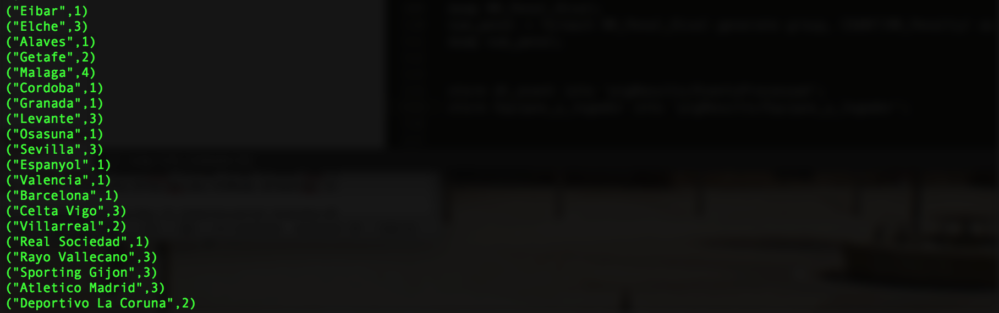 ("Eibar",1)
("Elche",3)
("Alaves",1)
("Getafe",2)
("Malaga",4)
("Cordoba",1)
("Granada",1)
("Levante",3)
("Osasuna",1)
("Sevilla",3)
("Espanyol",1)
("Valencia",1)
("Barcelona",1)
("Celta Vigo",3)
("Villarreal",2)
("Real Sociedad",1)
("Rayo Vallecano",3)
("Sporting Gijon",3)
("Atletico Madrid",3)
("Deportivo La Coruna",2)